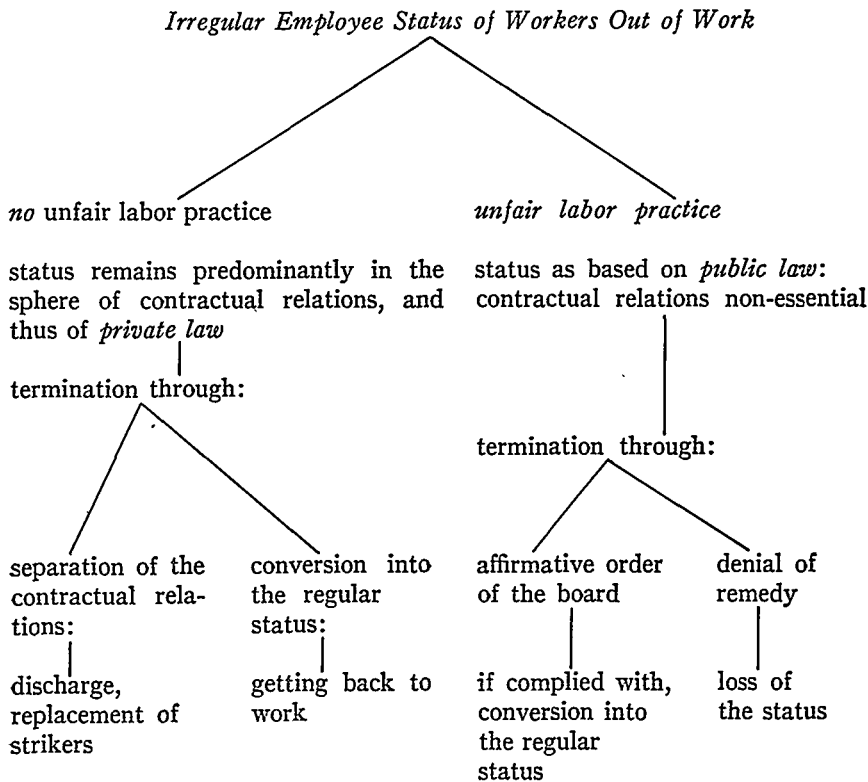 Irregular Employee Status of Workers Out of Work
no unfair labor practice
status remains predominantly in the
sphere of contractual relations, and
thus of private law
termination through:
separation of the
contractual rela-
tions:
discharge,
replacement of
strikers
conversion into
the regular
status:
getting back to
work
unfair labor practice
status as based on public law:
contractual relations non-essential
termination through:
affirmative order
of the board
if complied with,
conversion into
the regular
status
denial of
remedy
loss of
the status